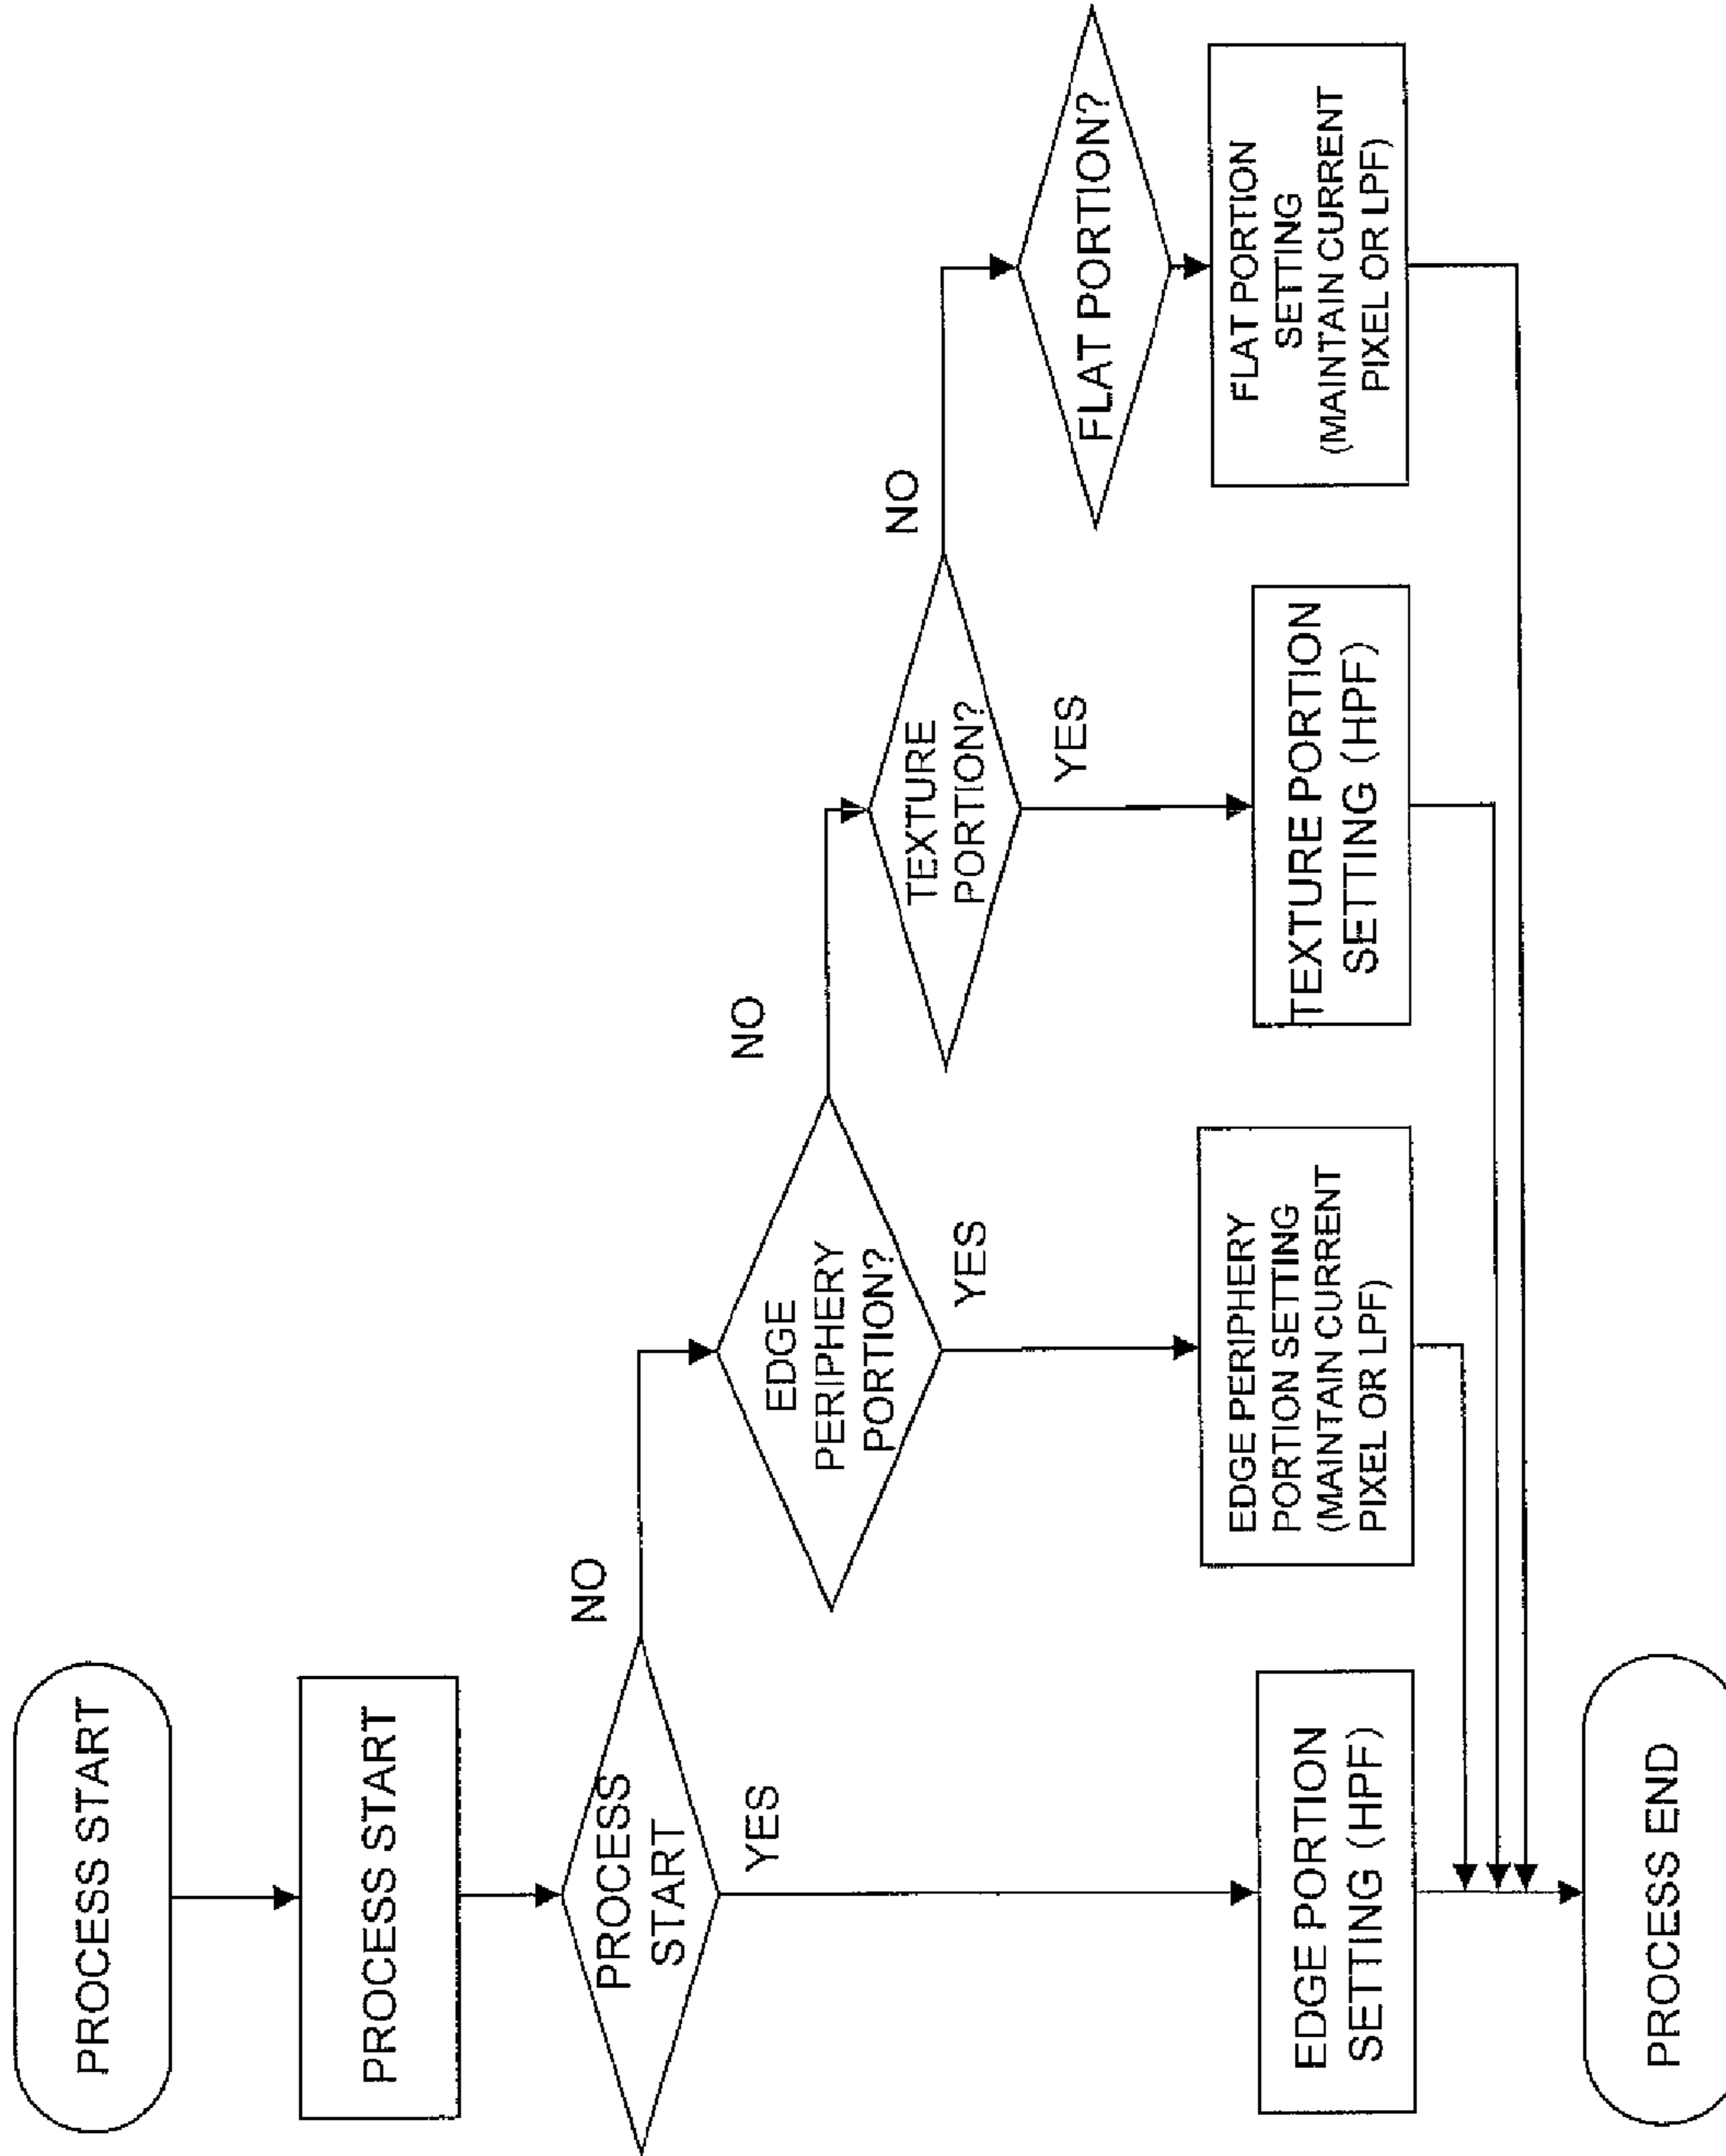 PROCESS START
PROCESS START
PROCESS
START
NO
YES
EDGE
PERIPHERY
PORTION?
NO
YES
TEXTURE
PORTION?
NO
YES
FLAT PORTION?
EDGE PORTION
SETTING (HPF)
EDGE PERIPHERY
PORTION SETTING
(MAINTAIN CURRENT
PIXEL OR LPF)
TEXTURE PORTION
SETTING (HPF)
FLAT PORTION
SETTING
(MAINTAIN CURRENT
PIXEL OR LPF)
PROCESS END